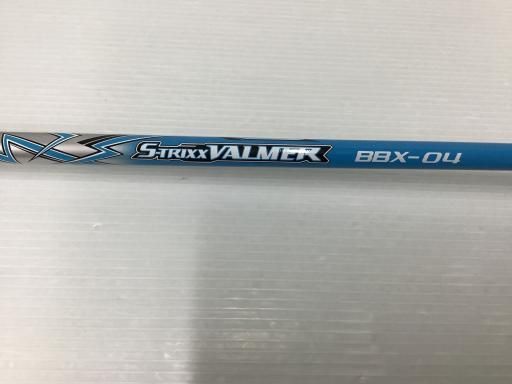 S-TRIXX VALMER BBX-04